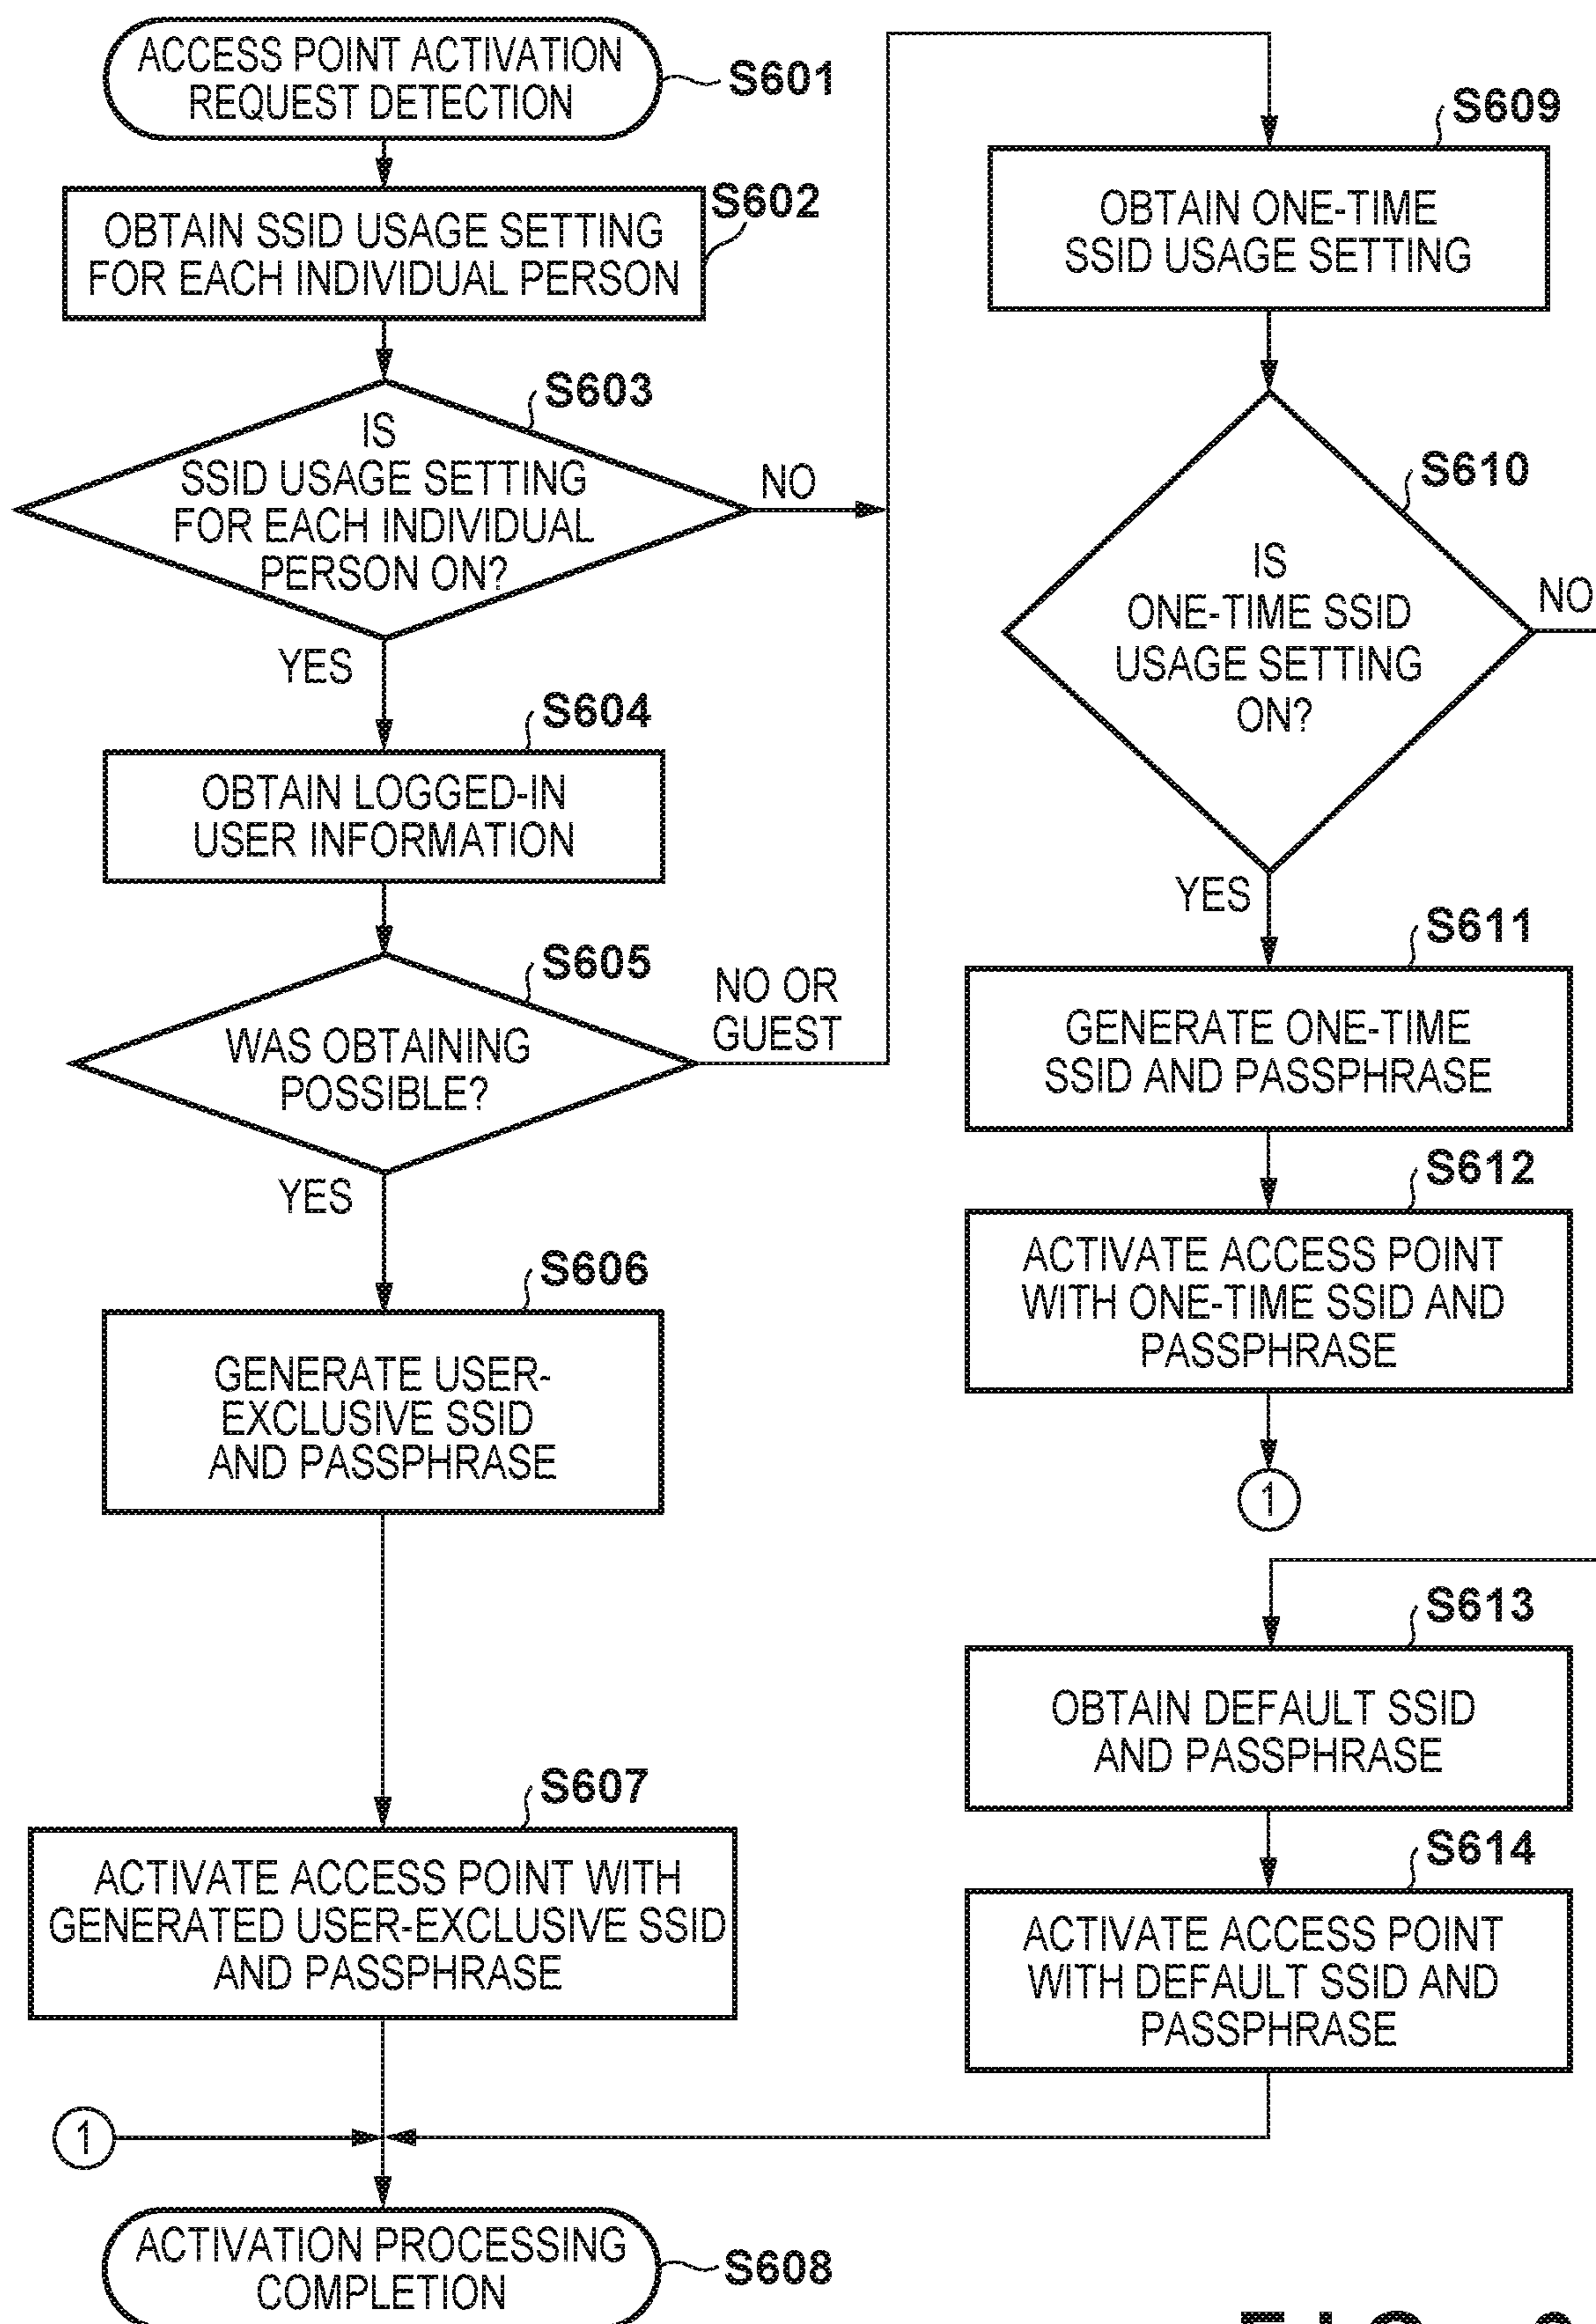 ACCESS POINT ACTIVATION
REQUEST DETECTION
S601
OBTAIN SSID USAGE SETTING
FOR EACH INDIVIDUAL PERSON
S602
IS
SSID USAGE SETTING
FOR EACH INDIVIDUAL
PERSON ON?
S603
NO
YES
S604
OBTAIN LOGGED-IN
USER INFORMATION
S605
WAS OBTAINING
POSSIBLE?
NO OR
GUEST
YES
S606
GENERATE USER-
EXCLUSIVE SSID
AND PASSPHRASE
S607
ACTIVATE ACCESS POINT WITH
GENERATED USER-EXCLUSIVE SSID
AND PASSPHRASE
1
ACTIVATION PROCESSING
COMPLETION
S608
S609
OBTAIN ONE-TIME
SSID USAGE SETTING
S610
IS
ONE-TIME SSID
USAGE SETTING
ON?
NO
YES
S611
GENERATE ONE-TIME
SSID AND PASSPHRASE
S612
ACTIVATE ACCESS POINT
WITH ONE-TIME SSID AND
PASSPHRASE
1
S613
OBTAIN DEFAULT SSID
AND PASSPHRASE
S614
ACTIVATE ACCESS POINT
WITH DEFAULT SSID AND
PASSPHRASE